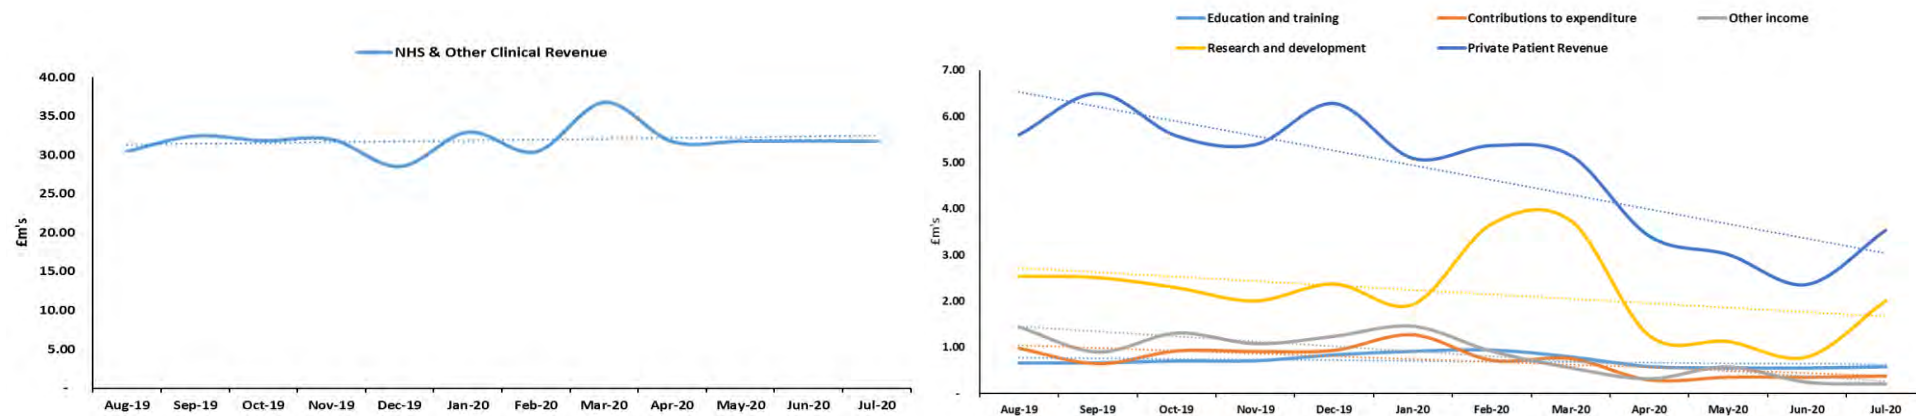 NHS & Other Clinical Revenue
40.00
35.00
30.00
25.00
20.00
15.00
10.00
5.00
-
£m's
Aug-19 Sep-19 Oct-19 Nov-19 Dec-19 Jan-20 Feb-20 Mar-20 Apr-20 May-20 Jun-20 Jul-20
Education and training Contributions to expenditure Other income
Research and development Private Patient Revenue
7.00
6.00
5.00
4.00
3.00
2.00
1.00
-
£m's
Aug-19 Sep-19 Oct-19 Nov-19 Dec-19 Jan-20 Feb-20 Mar-20 Apr-20 May-20 Jun-20 Jul-20